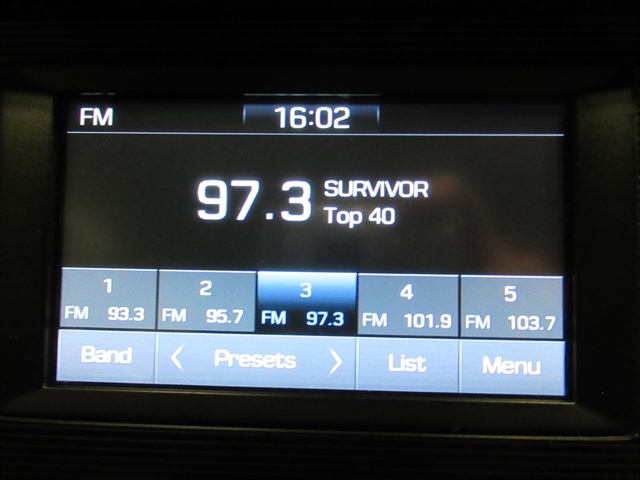 FM 16:02
97.3 SURVIVOR
Top 40
1 2 3 4 5
FM 93.3 FM 95.7 FM 97.3 FM 101.9 FM 103.7
Band < Presets > List Menu